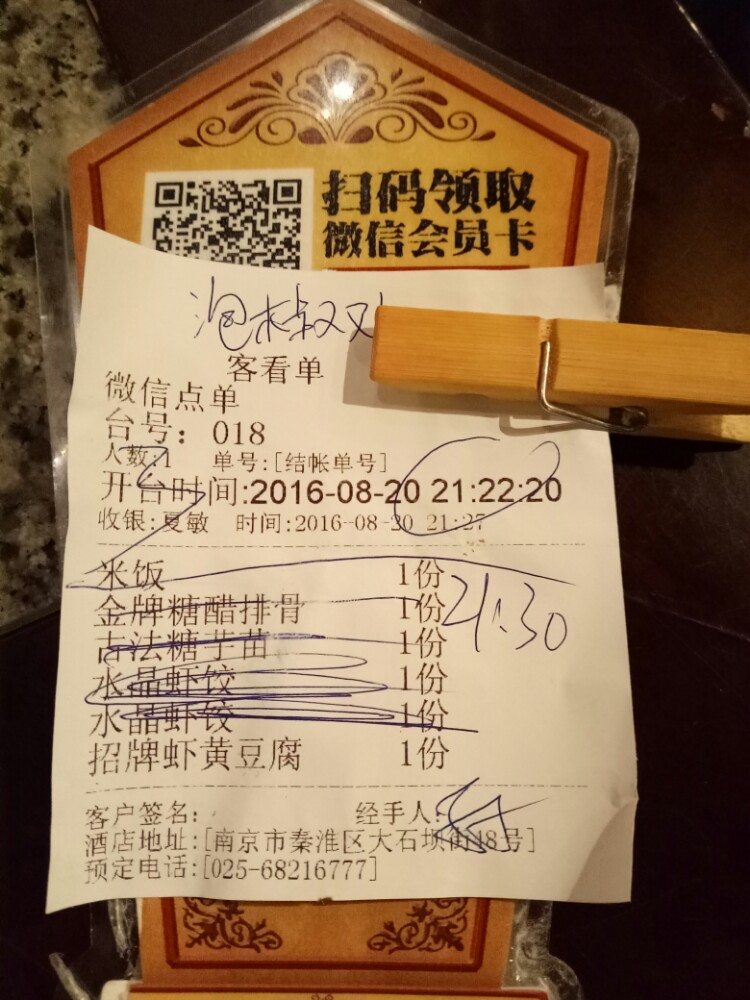 扫码领取
微信会员卡
泡椒双
客看单
微信点单
台号：018
人数:1 单号:[结帐单号]
开台时间:2016-08-20 21:22:20
收银:夏敏 时间:2016-08-20 21:27
米饭 1份
21:30
金牌糖醋排骨 1份
古法糖芋苗 1份
水晶虾饺 1份
水晶虾饺 1份
招牌虾黄豆腐 1份
客户签名: 经手人:
酒店地址:[南京市秦淮区大石坝街48号]
预定电话:[025-68216777]